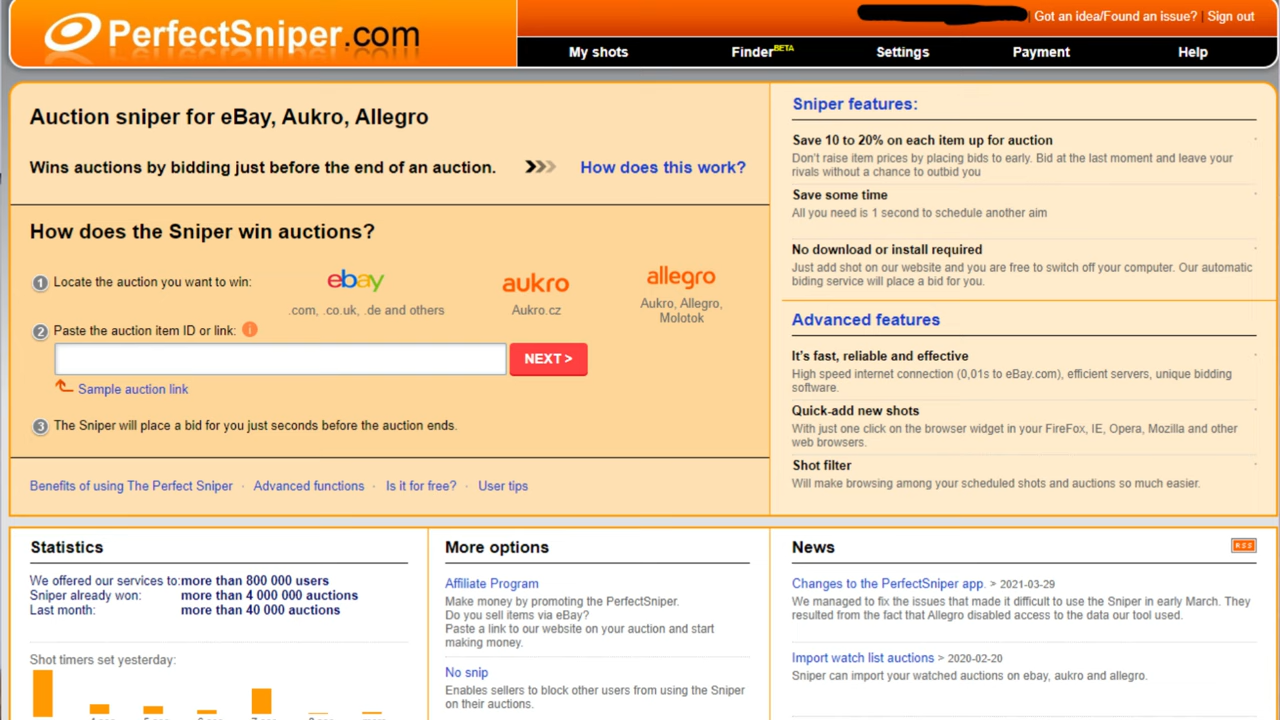 PerfectSniper.com
Got an idea/Found an issue? | Sign out
My shots
Finder BETA
Settings
Payment
Help
Auction sniper for eBay, Aukro, Allegro
Wins auctions by bidding just before the end of an auction.
How does this work?
How does the Sniper win auctions?
1 Locate the auction you want to win:
ebay
.com, .co.uk, .de and others
aukro
Aukro.cz
allegro
Aukro, Allegro,
Molotok
2 Paste the auction item ID or link: i
NEXT >
Sample auction link
3 The Sniper will place a bid for you just seconds before the auction ends.
Benefits of using The Perfect Sniper · Advanced functions · Is it for free? · User tips
Sniper features:
Save 10 to 20% on each item up for auction
Don't raise item prices by placing bids to early. Bid at the last moment and leave your
rivals without a chance to outbid you
Save some time
All you need is 1 second to schedule another aim
No download or install required
Just add shot on our website and you are free to switch off your computer. Our automatic
biding service will place a bid for you.
Advanced features
It's fast, reliable and effective
High speed internet connection (0,01s to eBay.com), efficient servers, unique bidding
software.
Quick-add new shots
With just one click on the browser widget in your FireFox, IE, Opera, Mozilla and other
web browsers.
Shot filter
Will make browsing among your scheduled shots and auctions so much easier.
Statistics
We offered our services to: more than 800 000 users
Sniper already won: more than 4 000 000 auctions
Last month: more than 40 000 auctions
Shot timers set yesterday:
More options
Affiliate Program
Make money by promoting the PerfectSniper.
Do you sell items via eBay?
Paste a link to our website on your auction and start
making money.
No snip
Enables sellers to block other users from using the Sniper
on their auctions.
News
RSS
Changes to the PerfectSniper app. > 2021-03-29
We managed to fix the issues that made it difficult to use the Sniper in early March. They
resulted from the fact that Allegro disabled access to the data our tool used.
Import watch list auctions > 2020-02-20
Sniper can import your watched auctions on ebay, aukro and allegro.